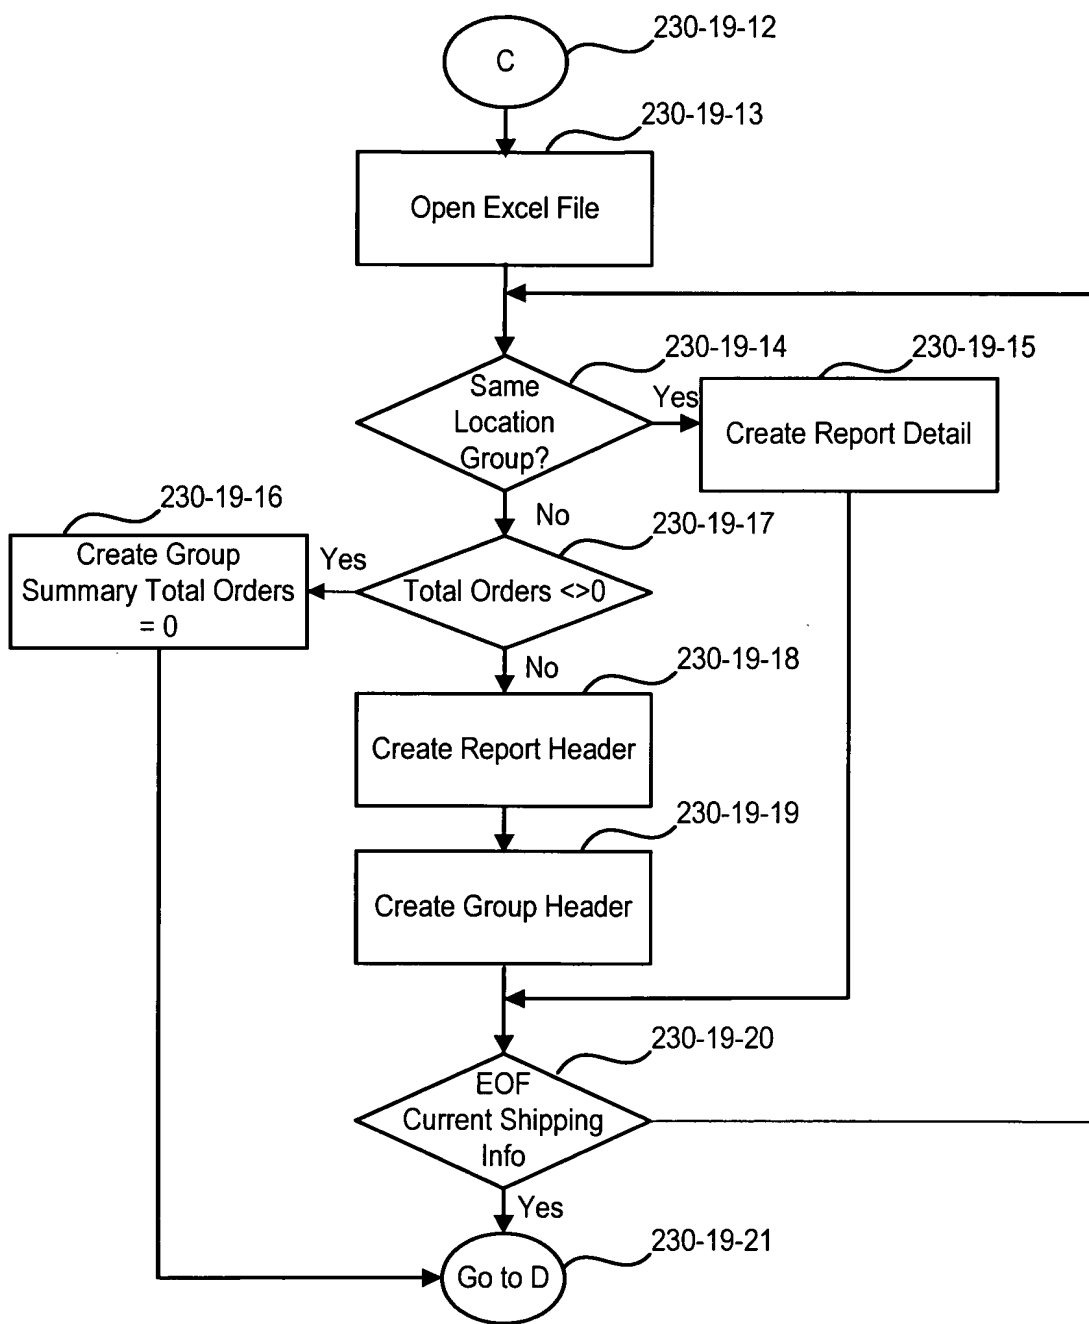 230-19-12
C
230-19-13
Open Excel File
230-19-14
230-19-15
Same
Location
Group?
Yes
Create Report Detail
230-19-16
No
230-19-17
Create Group
Summary Total Orders
= 0
Yes
Total Orders <>0
No
230-19-18
Create Report Header
230-19-19
Create Group Header
230-19-20
EOF
Current Shipping
Info
Yes
230-19-21
Go to D